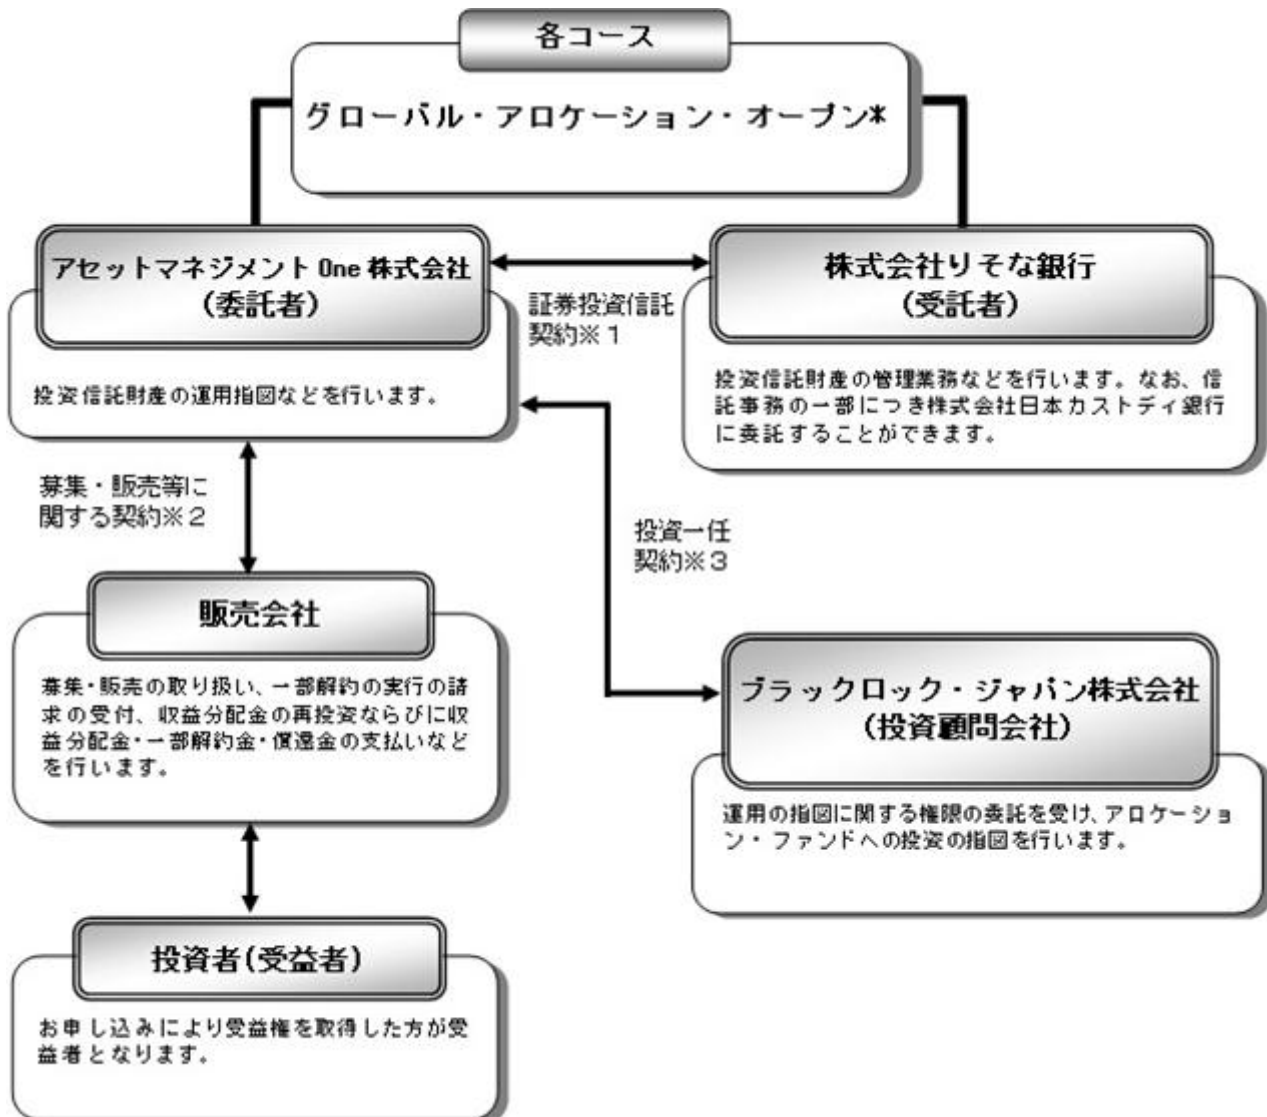 各コース
グローバル・アロケーション・オープン*
アセットマネジメント One 株式会社
(委託者)
投資信託財産の運用指図などを行います。
証券投資信託
契約※1
株式会社りそな銀行
(受託者)
投資信託財産の管理業務などを行います。なお、信
託事務の一部につき株式会社日本カストディ銀行
に委託することができます。
募集・販売等に
関する契約※2
投資一任
契約※3
販売会社
募集・販売の取り扱い、一部解約の実行の請
求の受付、収益分配金の再投資ならびに収
益分配金・一部解約金・償還金の支払いなど
を行います。
ブラックロック・ジャパン株式会社
(投資顧問会社)
運用の指図に関する権限の委託を受け、アロケーショ
ン・ファンドへの投資の指図を行います。
投資者(受益者)
お申し込みにより受益権を取得した方が受
益者となります。